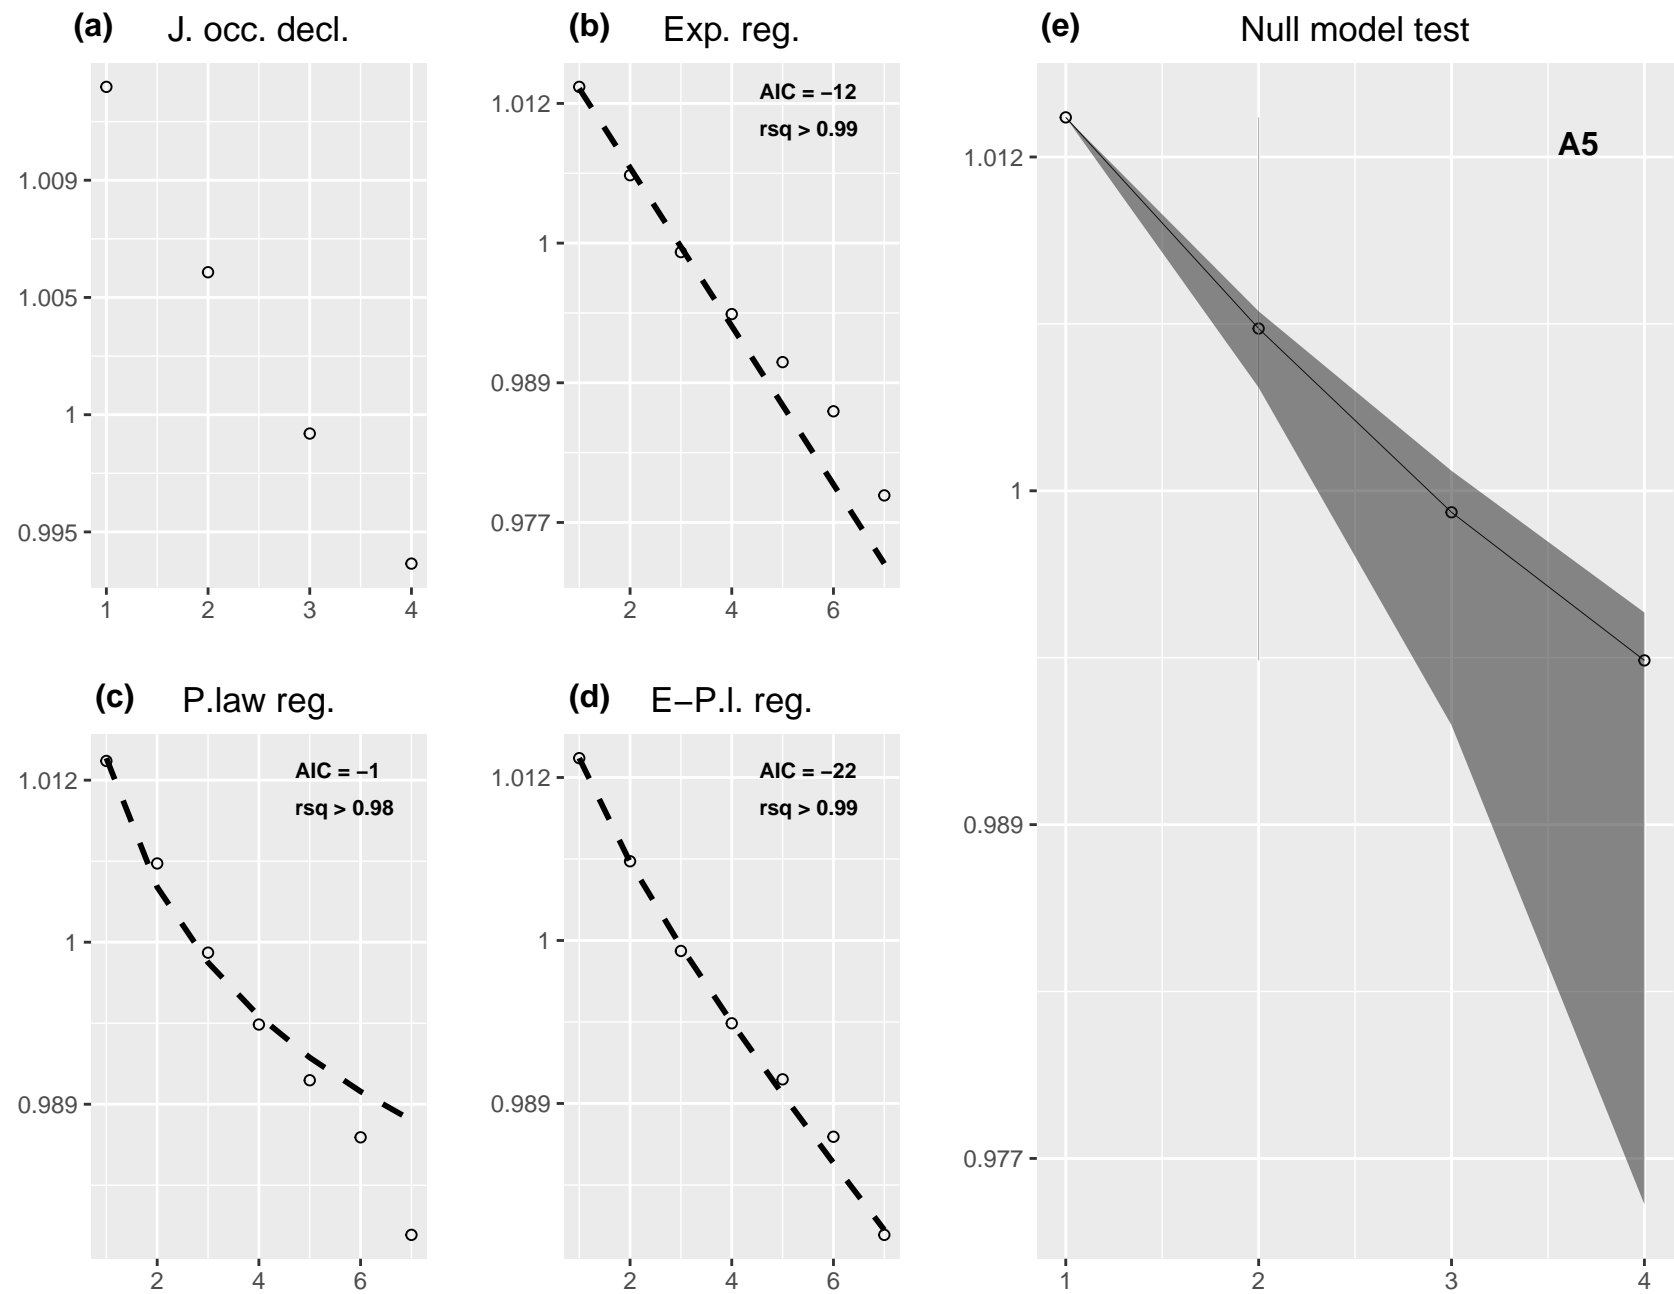 (a) J. occ. decl.
1.009
1.005
1
0.995
1 2 3 4
(b) Exp. reg.
AIC = −12
rsq > 0.99
1.012
1
0.989
0.977
2 4 6
(c) P.law reg.
AIC = −1
rsq > 0.98
1.012
1
0.989
2 4 6
(d) E−P.l. reg.
AIC = −22
rsq > 0.99
1.012
1
0.989
2 4 6
(e) Null model test
A5
1.012
1
0.989
0.977
1 2 3 4